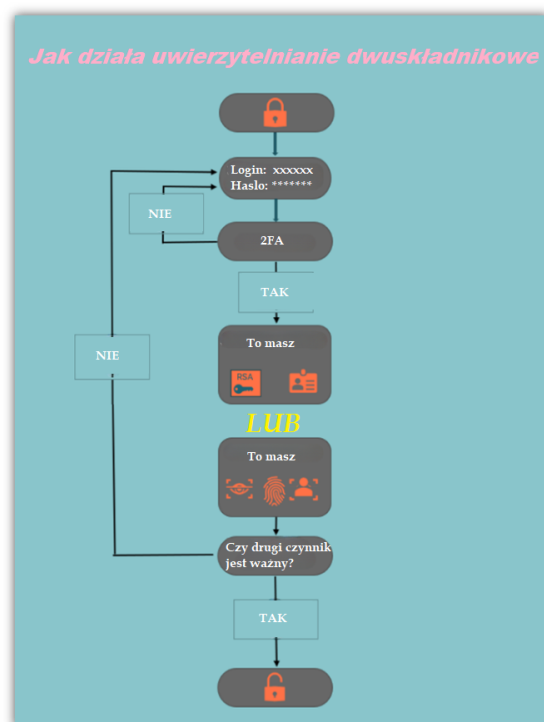 Jak działa uwierzytelnianie dwuskładnikowe
Login: xxxxxx
Haslo: *******
NIE
2FA
TAK
To masz
RSA
NIE
LUB
To masz
Czy drugi czynnik
jest ważny?
TAK